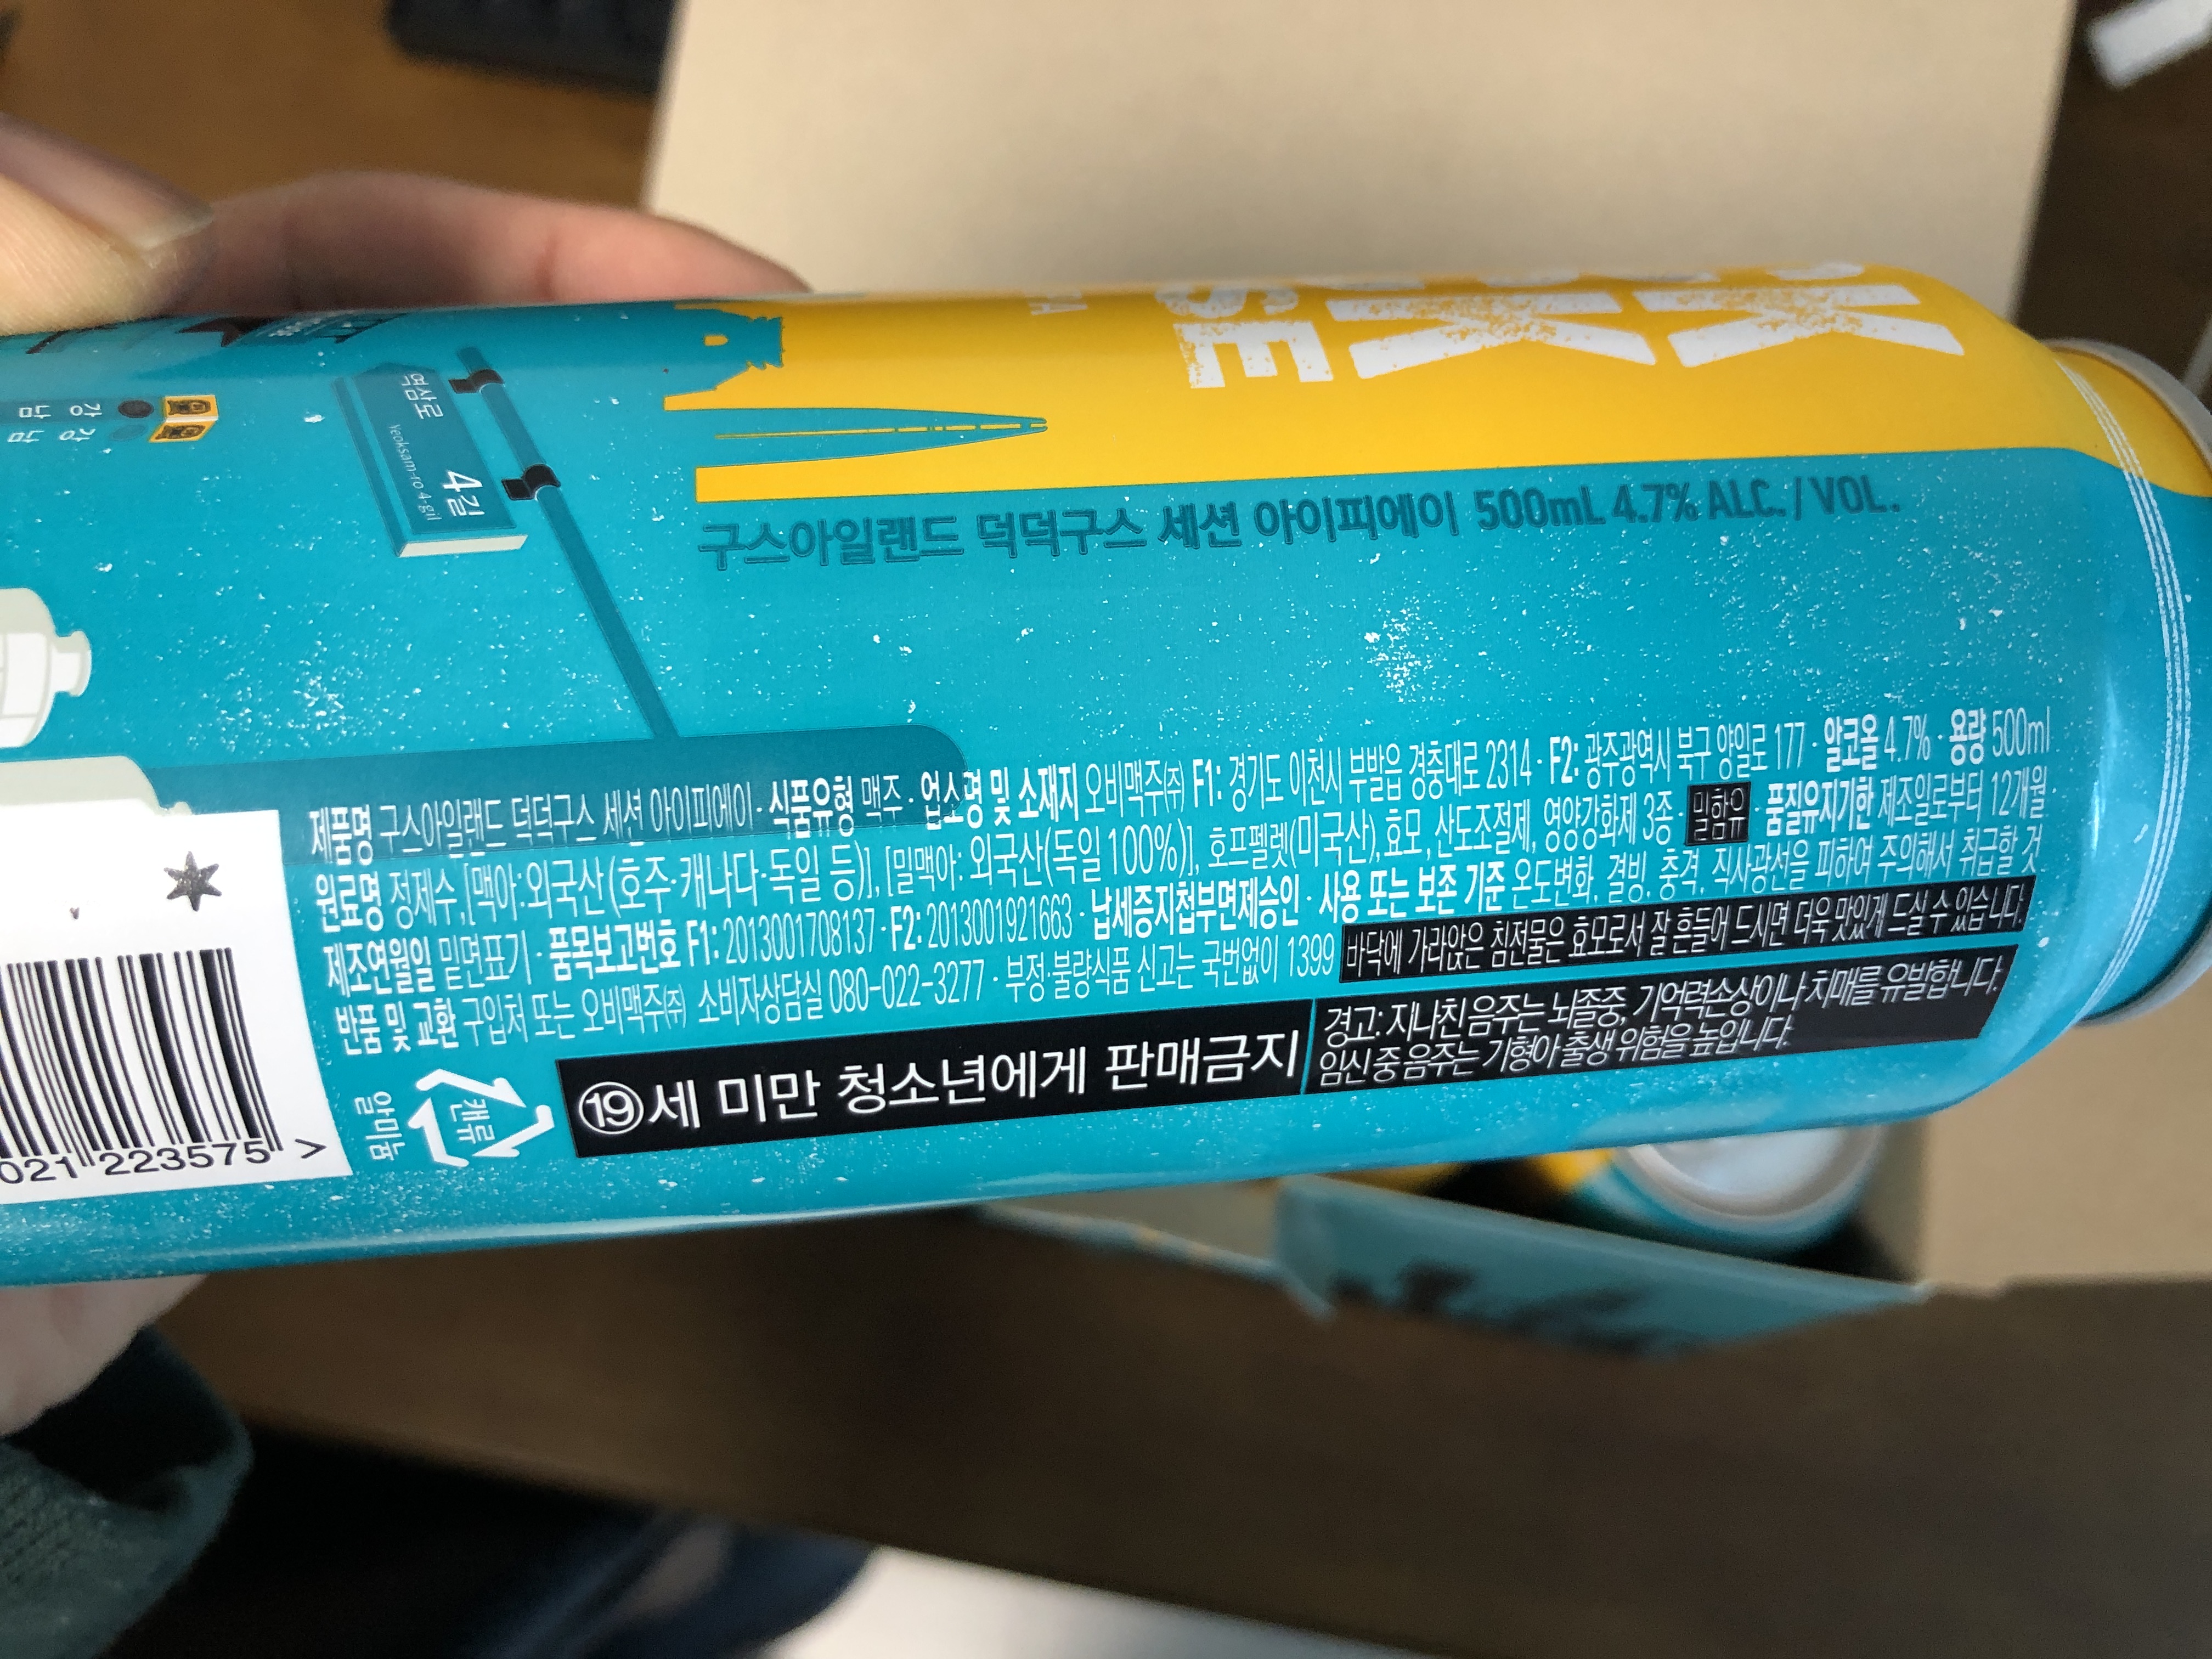 CK
CK
SE
구스아일랜드 덕덕구스 세션 아이피에이 500mL 4.7% ALC. / VOL.
역삼로 4길
Yeoksam-ro 4-gil
강남
강남
제품명 구스아일랜드 덕덕구스 세션 아이피에이 · 식품유형 맥주 · 업소명 및 소재지 오비맥주㈜ F1: 경기도 이천시 부발읍 경충대로 2314 · F2: 광주광역시 북구 양일로 177 · 알코올 4.7% · 용량 500ml
원료명 정제수, [맥아:외국산(호주·캐나다·독일 등)], [밀맥아: 외국산(독일 100%)], 호프펠렛(미국산), 효모, 산도조절제, 영양강화제 3종 · 밀함유 · 품질유지기한 제조일로부터 12개월 ·
제조연월일 밑면표기 · 품목보고번호 F1: 2013001708137 · F2: 2013001921663 · 납세증지첩부면제승인 · 사용 또는 보존 기준 온도변화, 결빙, 충격, 직사광선을 피하여 주의해서 취급할 것
반품 및 교환 구입처 또는 오비맥주㈜ 소비자상담실 080-022-3277 · 부정·불량식품 신고는 국번없이 1399 바닥에 가라앉은 침전물은 효모로서 잘 흔들어 드시면 더욱 맛있게 드실 수 있습니다.
⑲세 미만 청소년에게 판매금지
경고: 지나친 음주는 뇌졸중, 기억력손상이나 치매를 유발합니다.
임신 중 음주는 기형아 출생 위험을 높입니다.
캔류
알미늄
021 223575 >